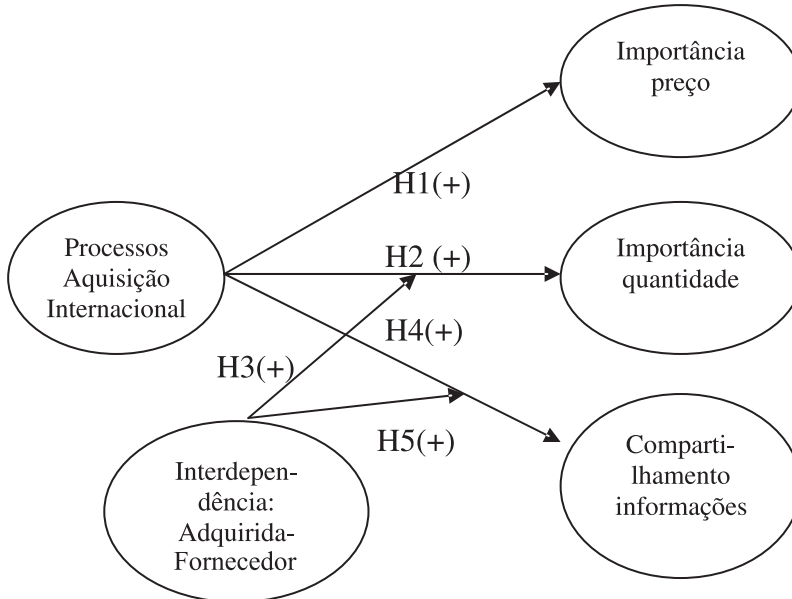 Importância
preço
H1(+)
Processos
Aquisição
Internacional
H2 (+)
Importância
quantidade
H4(+)
H3(+)
H5(+)
Comparti-
lhamento
informações
Interdepen-
dência:
Adquirida-
Fornecedor